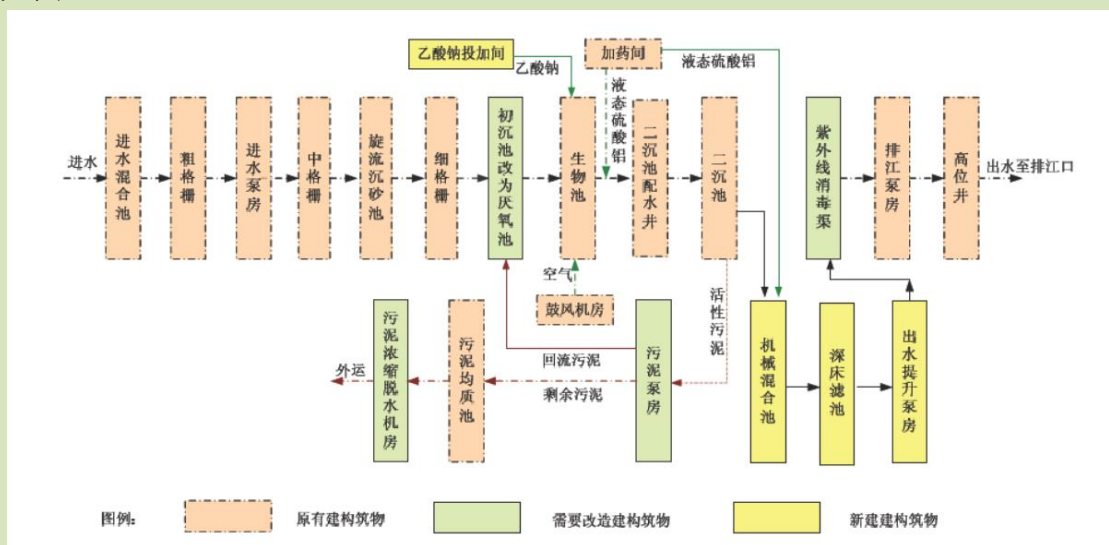 乙酸钠投加间
加药间
乙酸钠
液态硫酸铝
液态硫酸铝
进水
进水混合池
粗格栅
进水泵房
中格栅
旋流沉砂池
细格栅
初沉池改为厌氧池
生物池
二沉池配水井
二沉池
紫外线消毒渠
排江泵房
高位井
出水至排江口
空气
鼓风机房
活性污泥
外运
污泥浓缩脱水机房
污泥均质池
回流污泥
剩余污泥
污泥泵房
机械混合池
深床滤池
出水提升泵房
图例:
原有建构筑物
需要改造建构筑物
新建建构筑物